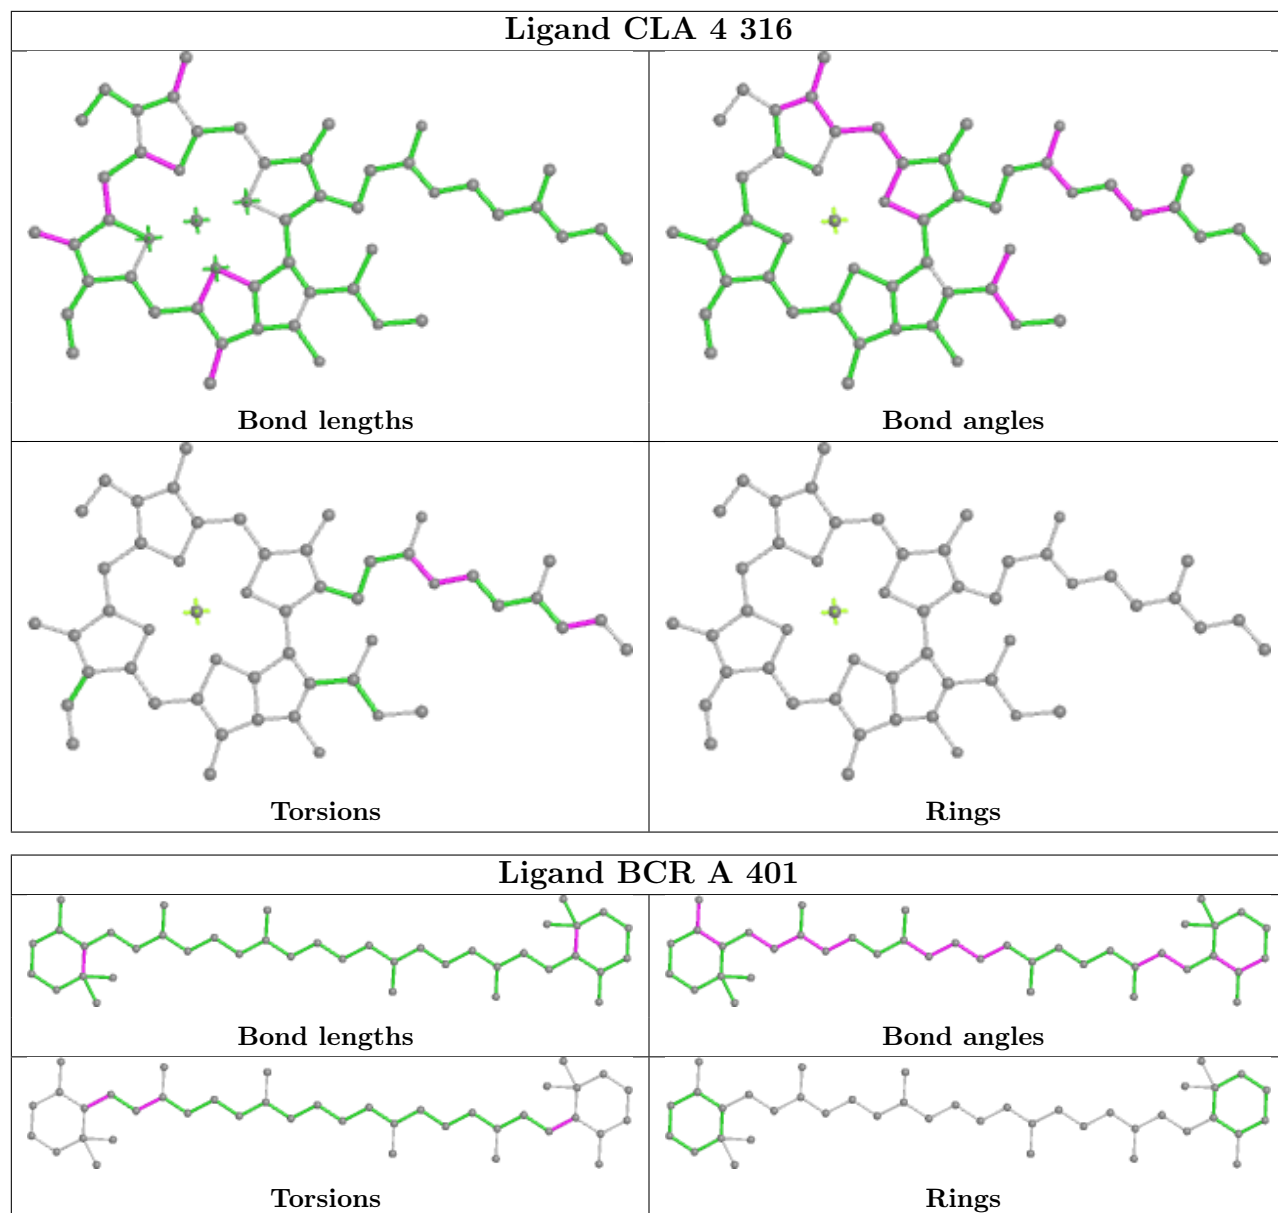 Ligand CLA 4 316
Bond lengths
Bond angles
Torsions
Rings
Ligand BCR A 401
Bond lengths
Bond angles
Torsions
Rings